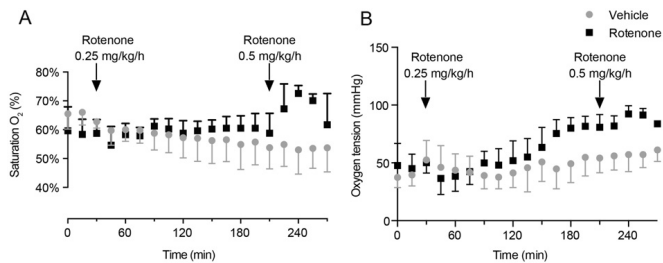 A
Rotenone
0.25 mg/kg/h
Rotenone
0.5 mg/kg/h
80%
70%
60%
50%
40%
Saturation O2 (%)
0
60
120
180
240
Time (min)
B
Vehicle
Rotenone
Rotenone
0.25 mg/kg/h
Rotenone
0.5 mg/kg/h
150
100
50
0
Oxygen tension (mmHg)
0
60
120
180
240
Time (min)